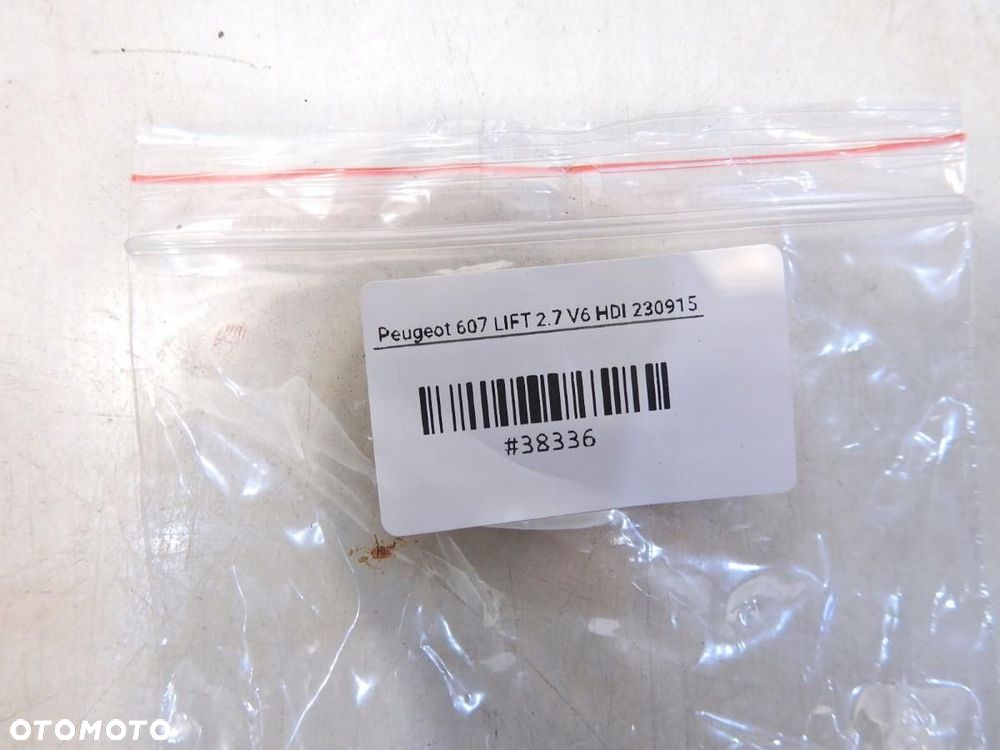 Peugeot 607 LIFT 2.7 V6 HDI 230915
#38336
OTOMOTO